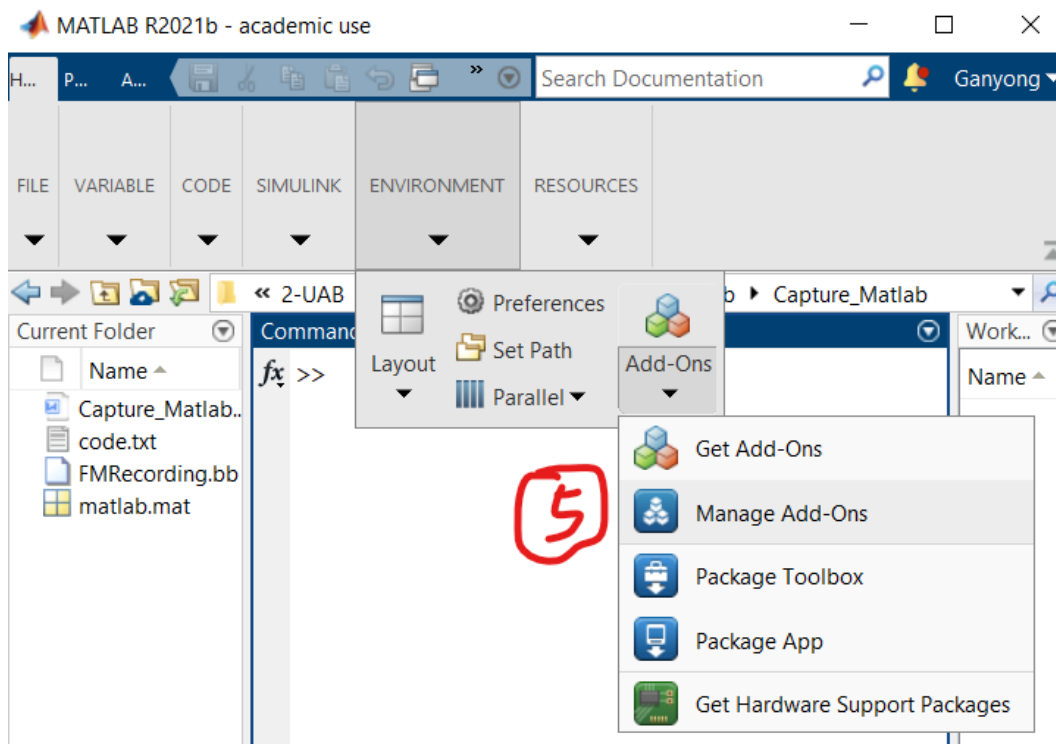 MATLAB R2021b - academic use
H... P... A... » Search Documentation Ganyong
FILE VARIABLE CODE SIMULINK ENVIRONMENT RESOURCES
« 2-UAB b Capture_Matlab
Current Folder Command Work...
Name
Name
fx >>
Capture_Matlab..
code.txt
FMRecording.bb
matlab.mat
Layout
Preferences
Set Path
Parallel
Add-Ons
5
Get Add-Ons
Manage Add-Ons
Package Toolbox
Package App
Get Hardware Support Packages